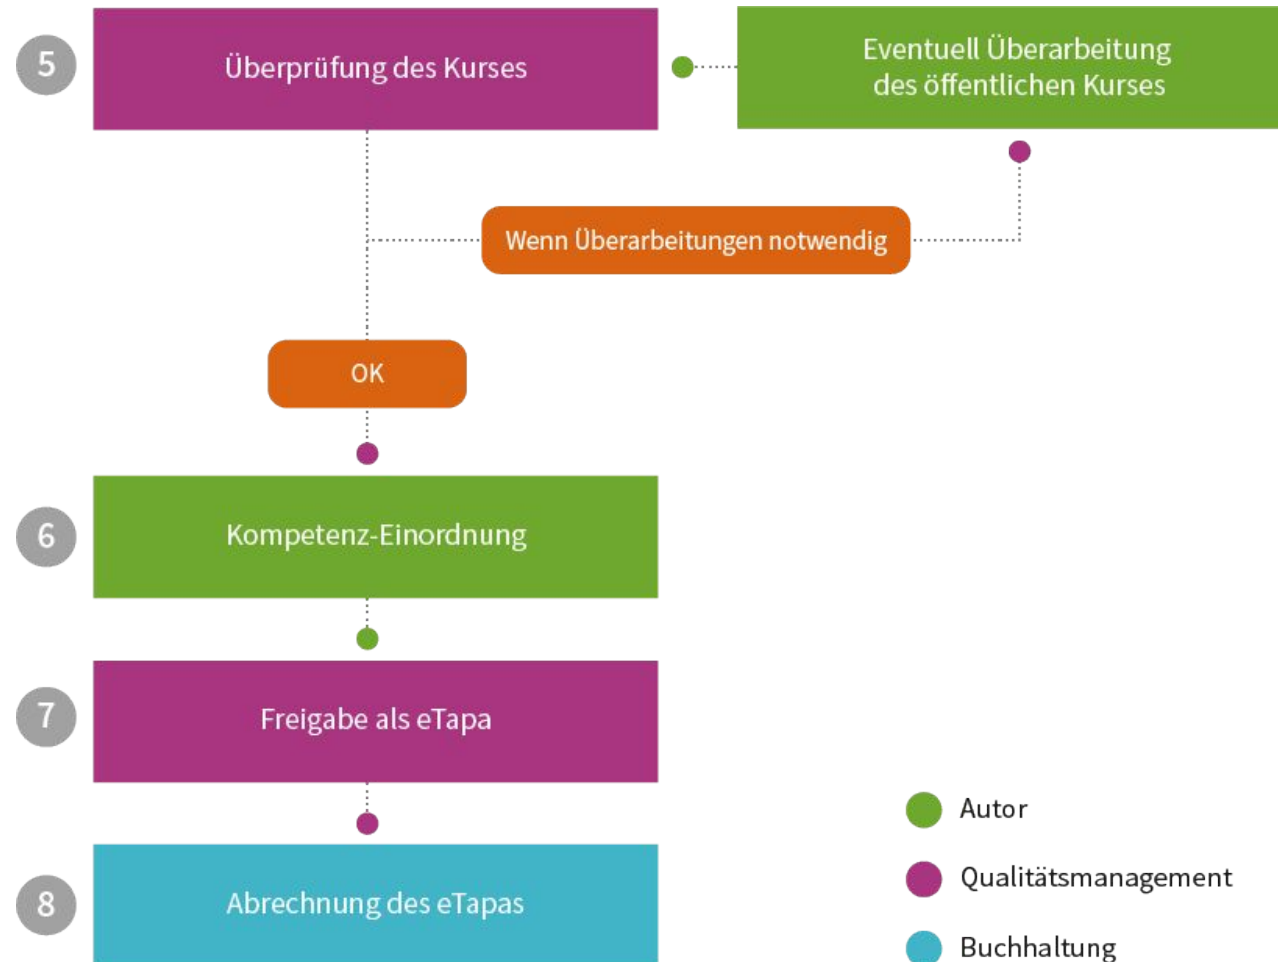 5
Überprüfung des Kurses
Eventuell Überarbeitung
des öffentlichen Kurses
Wenn Überarbeitungen notwendig
OK
6
Kompetenz-Einordnung
7
Freigabe als eTapa
8
Abrechnung des eTapas
Autor
Qualitätsmanagement
Buchhaltung